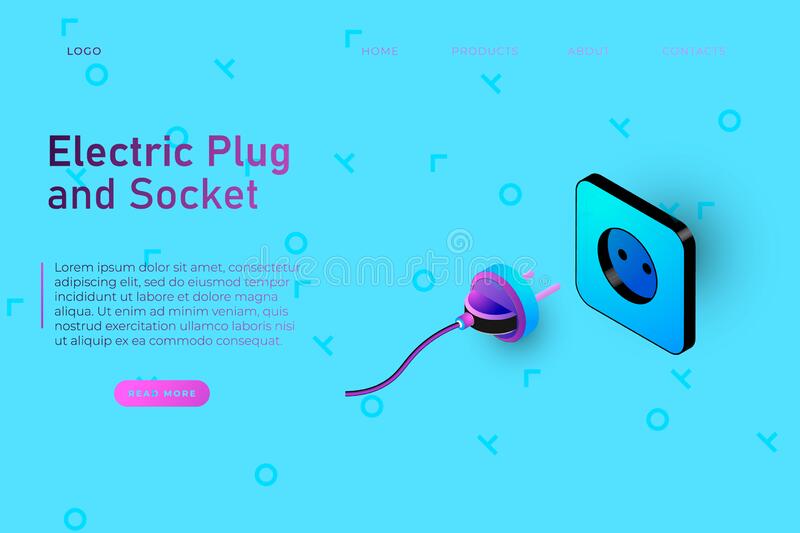 LOGO HOME PRODUCTS ABOUT CONTACTS
Electric Plug
and Socket
Lorem ipsum dolor sit amet, consectetur
adipiscing elit, sed do eiusmod tempor
incididunt ut labore et dolore magna
aliqua. Ut enim ad minim veniam, quis
nostrud exercitation ullamco laboris nisi
ut aliquip ex ea commodo consequat.
READ MORE
dreamstime